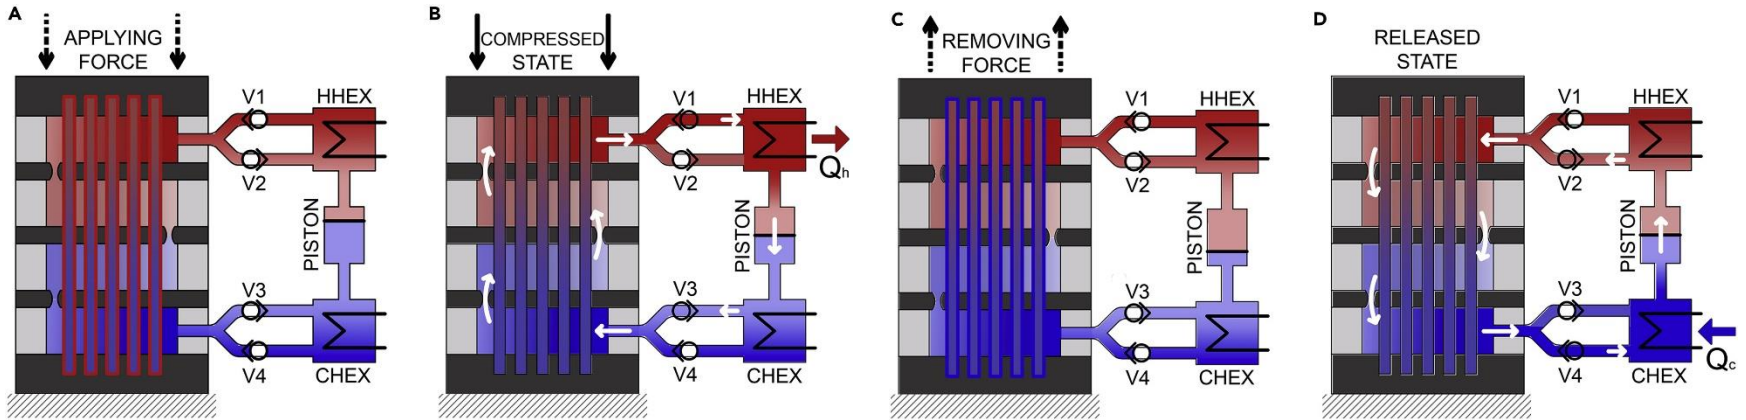 A
APPLYING
FORCE
V1
HHEX
V2
PISTON
V3
V4
CHEX
B
COMPRESSED
STATE
V1
HHEX
V2
Qh
PISTON
V3
V4
CHEX
C
REMOVING
FORCE
V1
HHEX
V2
PISTON
V3
V4
CHEX
D
RELEASED
STATE
V1
HHEX
V2
PISTON
V3
V4
CHEX
Qc